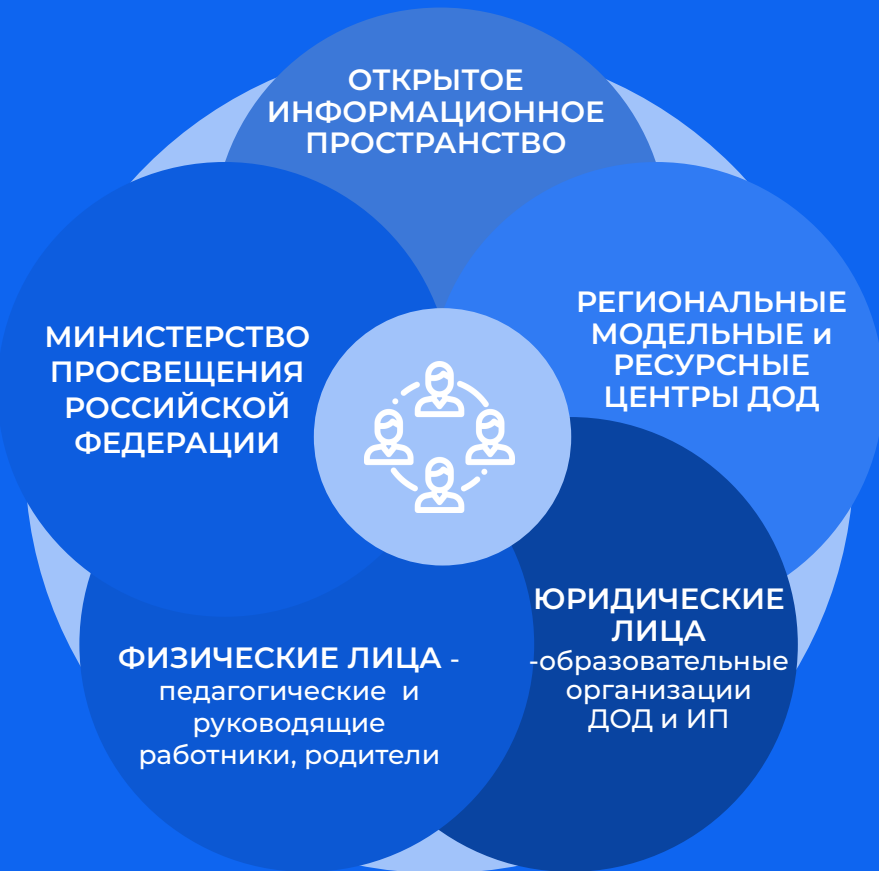 ОТКРЫТОЕ
ИНФОРМАЦИОННОЕ
ПРОСТРАНСТВО
РЕГИОНАЛЬНЫЕ
МОДЕЛЬНЫЕ и
РЕСУРСНЫЕ
ЦЕНТРЫ ДОД
МИНИСТЕРСТВО
ПРОСВЕЩЕНИЯ
РОССИЙСКОЙ
ФЕДЕРАЦИИ
ЮРИДИЧЕСКИЕ
ЛИЦА
-образовательные
организации
ДОД и ИП
ФИЗИЧЕСКИЕ ЛИЦА -
педагогические и
руководящие
работники, родители